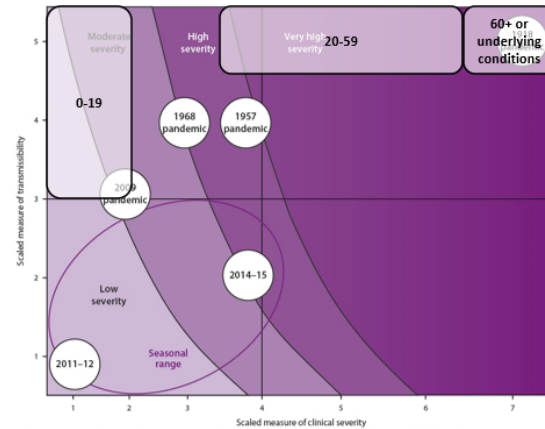 Scaled measure of transmissibility
5
4
3
2
1
Moderate
severity
High
severity
Very high
severity
20-59
60+ or
underlying
conditions
1918
pandemic
0-19
1968
pandemic
1957
pandemic
2009
pandemic
2014–15
Low
severity
Seasonal
range
2011–12
1
2
3
4
5
6
7
Scaled measure of clinical severity